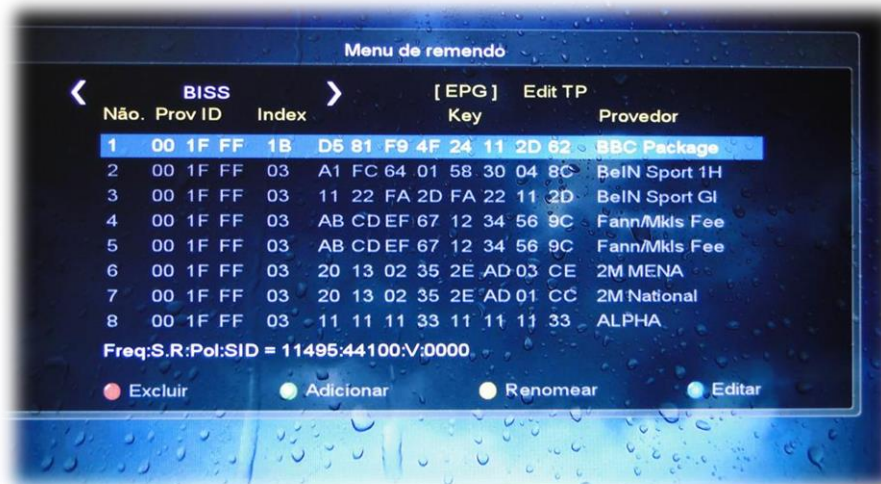 Menu de remendo
BISS [ EPG ] Edit TP
Não. Prov ID Index Key Provedor
1 00 1F FF 1B D5 81 F9 4F 24 11 2D 62 BBC Package
2 00 1F FF 03 A1 FC 64 01 58 30 04 8C BeIN Sport 1H
3 00 1F FF 03 11 22 FA 2D FA 22 11 2D BeIN Sport Gl
4 00 1F FF 03 AB CD EF 67 12 34 56 9C Fann/Mkls Fee
5 00 1F FF 03 AB CD EF 67 12 34 56 9C Fann/Mkls Fee
6 00 1F FF 03 20 13 02 35 2E AD 03 CE 2M MENA
7 00 1F FF 03 20 13 02 35 2E AD 01 CC 2M National
8 00 1F FF 03 11 11 11 33 11 11 11 33 ALPHA
Freq:S.R:Pol:SID = 11495:44100:V:0000
Excluir Adicionar Renomear Editar